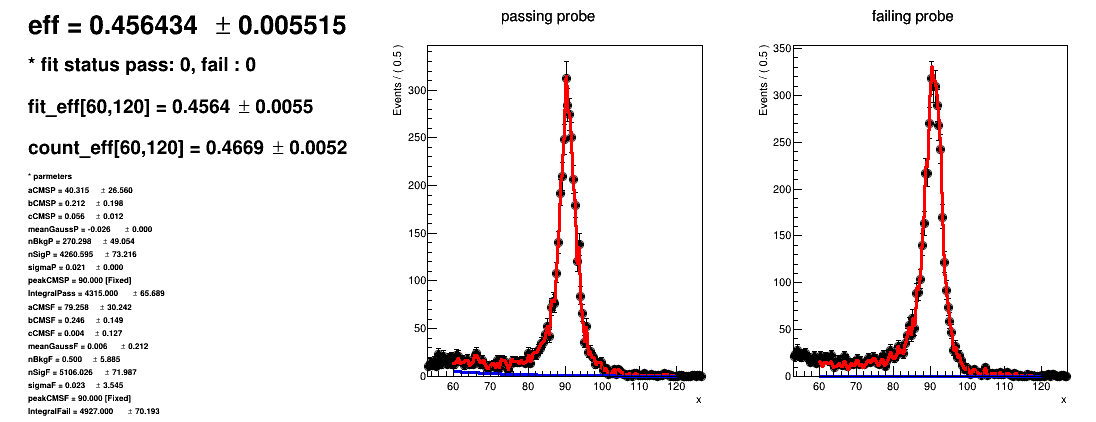 eff = 0.456434 ± 0.005515
* fit status pass: 0, fail : 0
fit_eff[60,120] = 0.4564 ± 0.0055
count_eff[60,120] = 0.4669 ± 0.0052
* parmeters
aCMSP = 40.315 ± 26.560
bCMSP = 0.212 ± 0.198
cCMSP = 0.056 ± 0.012
meanGaussP = -0.026 ± 0.000
nBkgP = 270.298 ± 49.054
nSigP = 4260.595 ± 73.216
sigmaP = 0.021 ± 0.000
peakCMSP = 90.000 [Fixed]
IntegralPass = 4315.000 ± 65.689
aCMSF = 79.258 ± 30.242
bCMSF = 0.246 ± 0.149
cCMSF = 0.004 ± 0.127
meanGaussF = 0.006 ± 0.212
nBkgF = 0.500 ± 5.885
nSigF = 5106.026 ± 71.987
sigmaF = 0.023 ± 3.545
peakCMSF = 90.000 [Fixed]
IntegralFail = 4927.000 ± 70.193
passing probe
Events / ( 0.5 )
300
250
200
150
100
50
0
60 70 80 90 100 110 120
x
failing probe
Events / ( 0.5 )
350
300
250
200
150
100
50
0
60 70 80 90 100 110 120
x